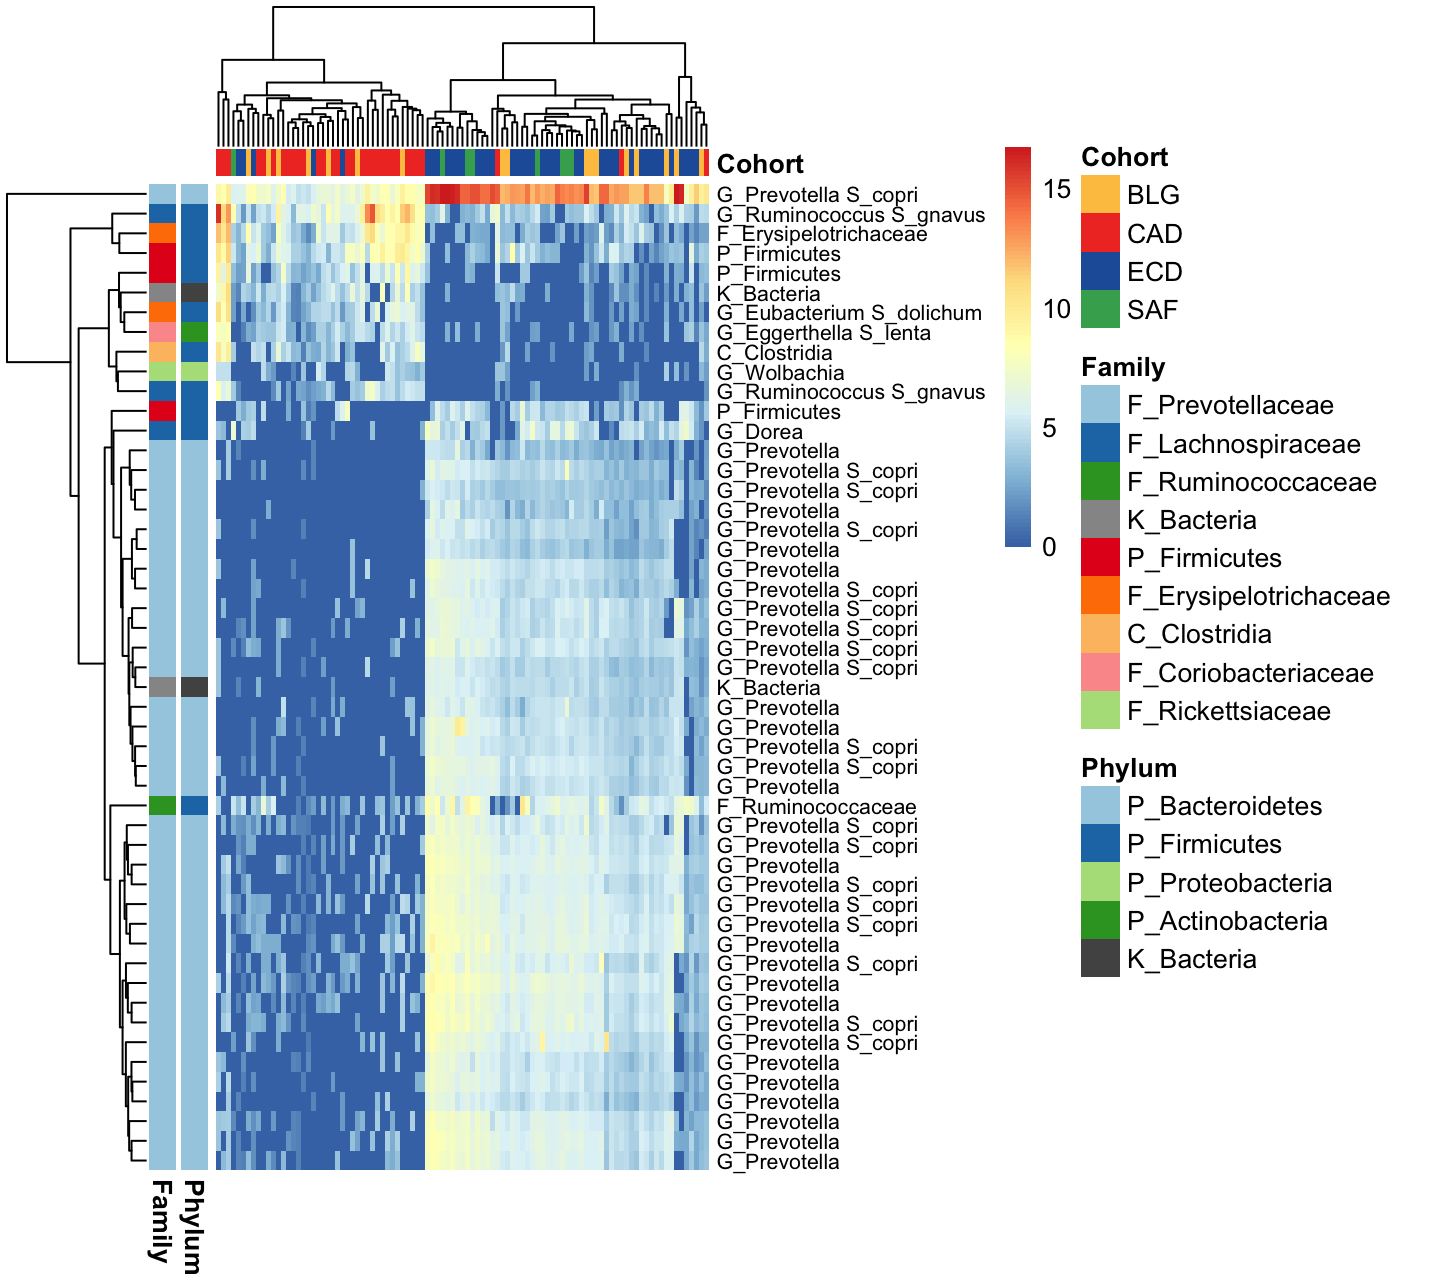 Cohort
G_Prevotella S_copri
G_Ruminococcus S_gnavus
F_Erysipelotrichaceae
P_Firmicutes
P_Firmicutes
K_Bacteria
G_Eubacterium S_dolichum
G_Eggerthella S_lenta
C_Clostridia
G_Wolbachia
G_Ruminococcus S_gnavus
P_Firmicutes
G_Dorea
G_Prevotella
G_Prevotella S_copri
G_Prevotella S_copri
G_Prevotella
G_Prevotella S_copri
G_Prevotella
G_Prevotella
G_Prevotella S_copri
G_Prevotella S_copri
G_Prevotella S_copri
G_Prevotella S_copri
G_Prevotella S_copri
K_Bacteria
G_Prevotella
G_Prevotella
G_Prevotella S_copri
G_Prevotella S_copri
G_Prevotella
F_Ruminococcaceae
G_Prevotella S_copri
G_Prevotella S_copri
G_Prevotella
G_Prevotella S_copri
G_Prevotella S_copri
G_Prevotella S_copri
G_Prevotella
G_Prevotella S_copri
G_Prevotella
G_Prevotella
G_Prevotella S_copri
G_Prevotella S_copri
G_Prevotella
G_Prevotella
G_Prevotella
G_Prevotella
G_Prevotella
G_Prevotella
Family
Phylum
15
10
5
0
Cohort
BLG
CAD
ECD
SAF
Family
F_Prevotellaceae
F_Lachnospiraceae
F_Ruminococcaceae
K_Bacteria
P_Firmicutes
F_Erysipelotrichaceae
C_Clostridia
F_Coriobacteriaceae
F_Rickettsiaceae
Phylum
P_Bacteroidetes
P_Firmicutes
P_Proteobacteria
P_Actinobacteria
K_Bacteria